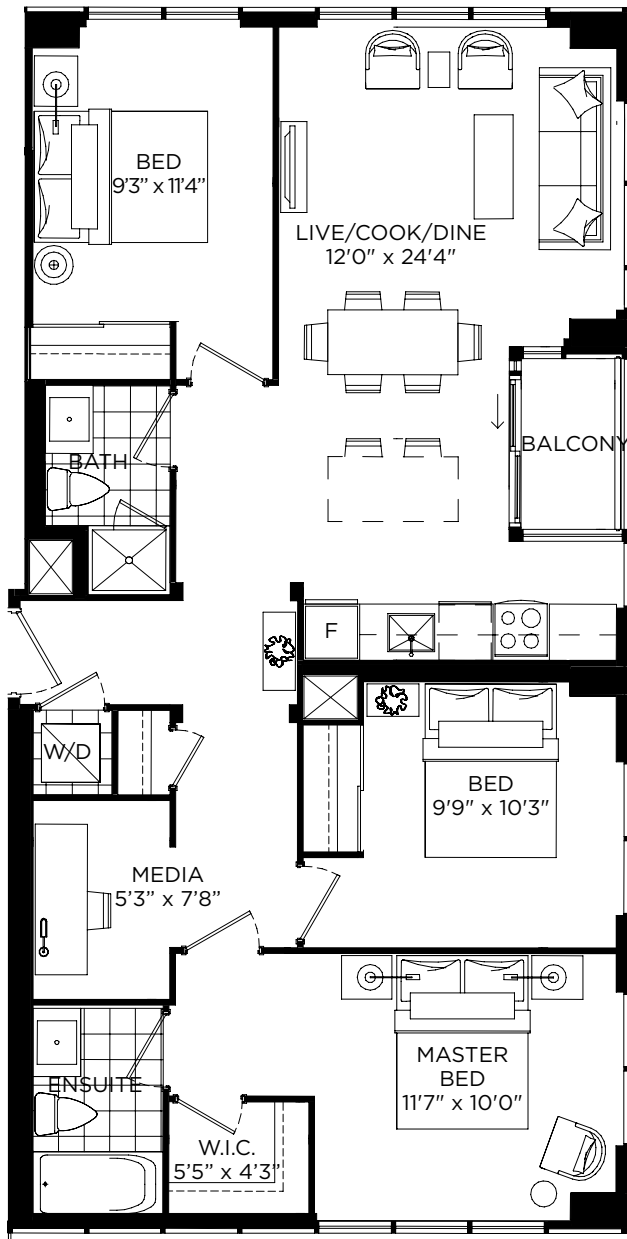 BED
9’3” x 11’4”
LIVE/COOK/DINE
12'0" x 24'4"
BATH
BALCONY
F
W/D
BED
9'9" x 10'3"
MEDIA
5’3” x 7’8”
MASTER
BED
11'7" x 10'0"
ENSUITE
W.I.C.
5'5" x 4'3"